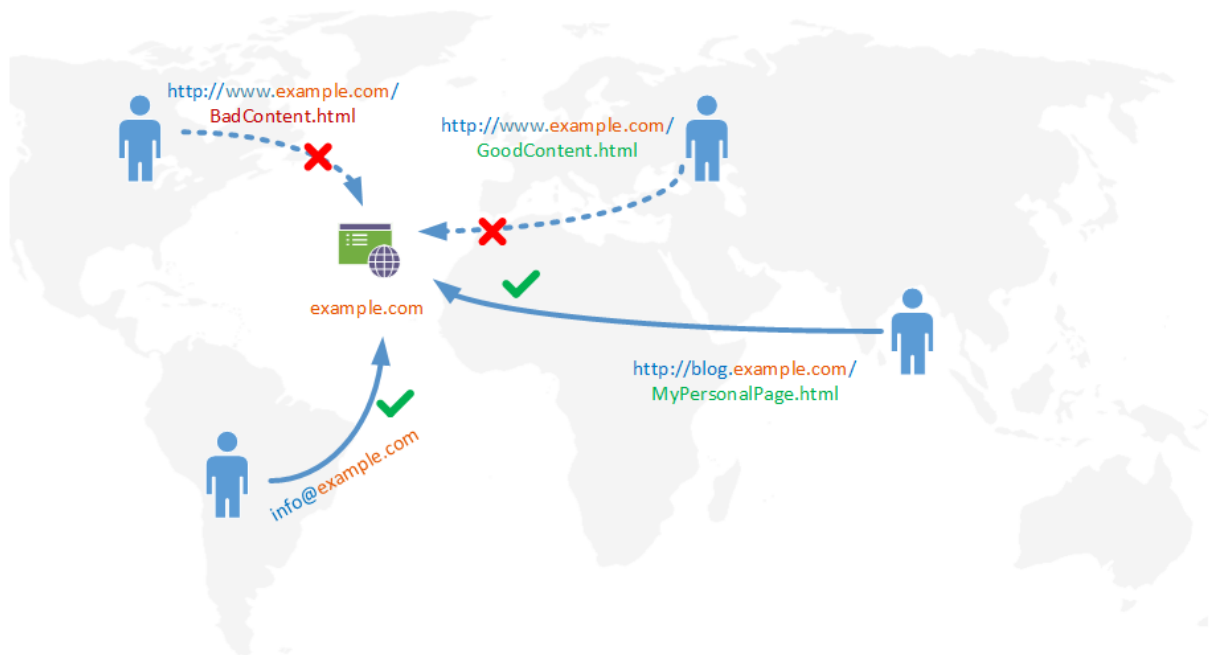 http://www.example.com/
BadContent.html
http://www.example.com/
GoodContent.html
example.com
http://blog.example.com/
MyPersonalPage.html
info@example.com